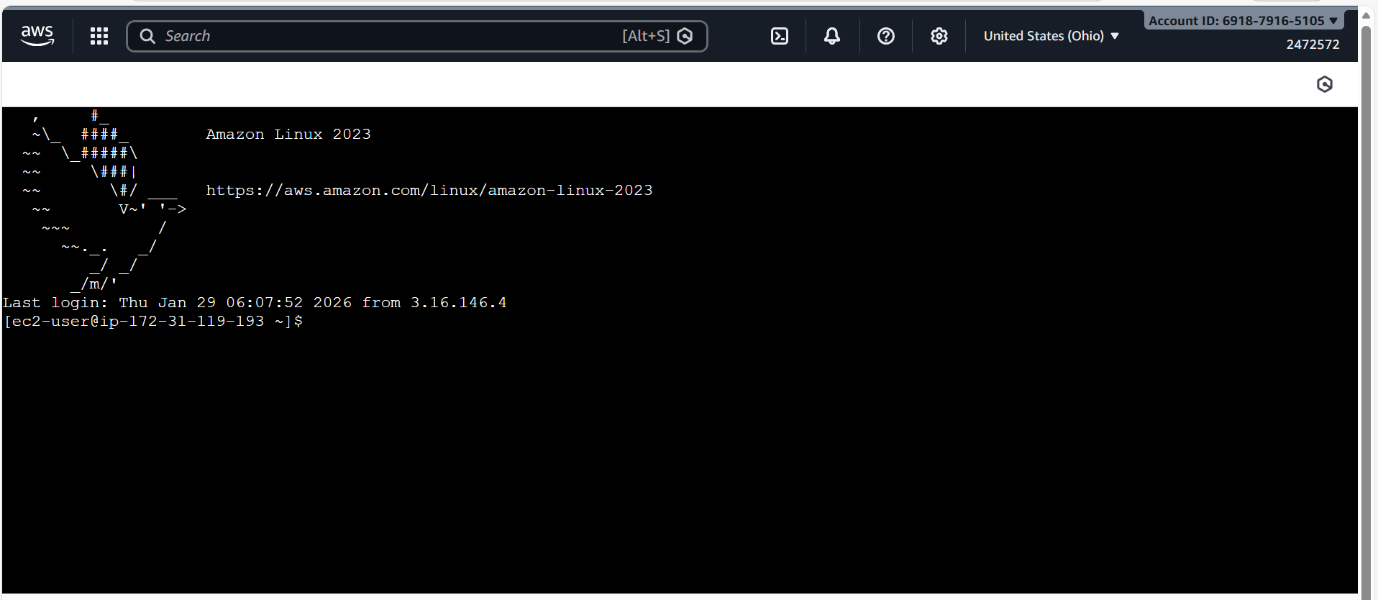 aws
Search [Alt+S]
United States (Ohio) ▼
Account ID: 6918-7916-5105 ▼
2472572
   ,     #_
   ~\_  ####_        Amazon Linux 2023
  ~~  \_#####\
  ~~     \###|
  ~~       \#/ ___   https://aws.amazon.com/linux/amazon-linux-2023
   ~~       V~' '->
    ~~~         /
      ~~._.   _/
         _/ _/
       _/m/'
Last login: Thu Jan 29 06:07:52 2026 from 3.16.146.4
[ec2-user@ip-172-31-119-193 ~]$